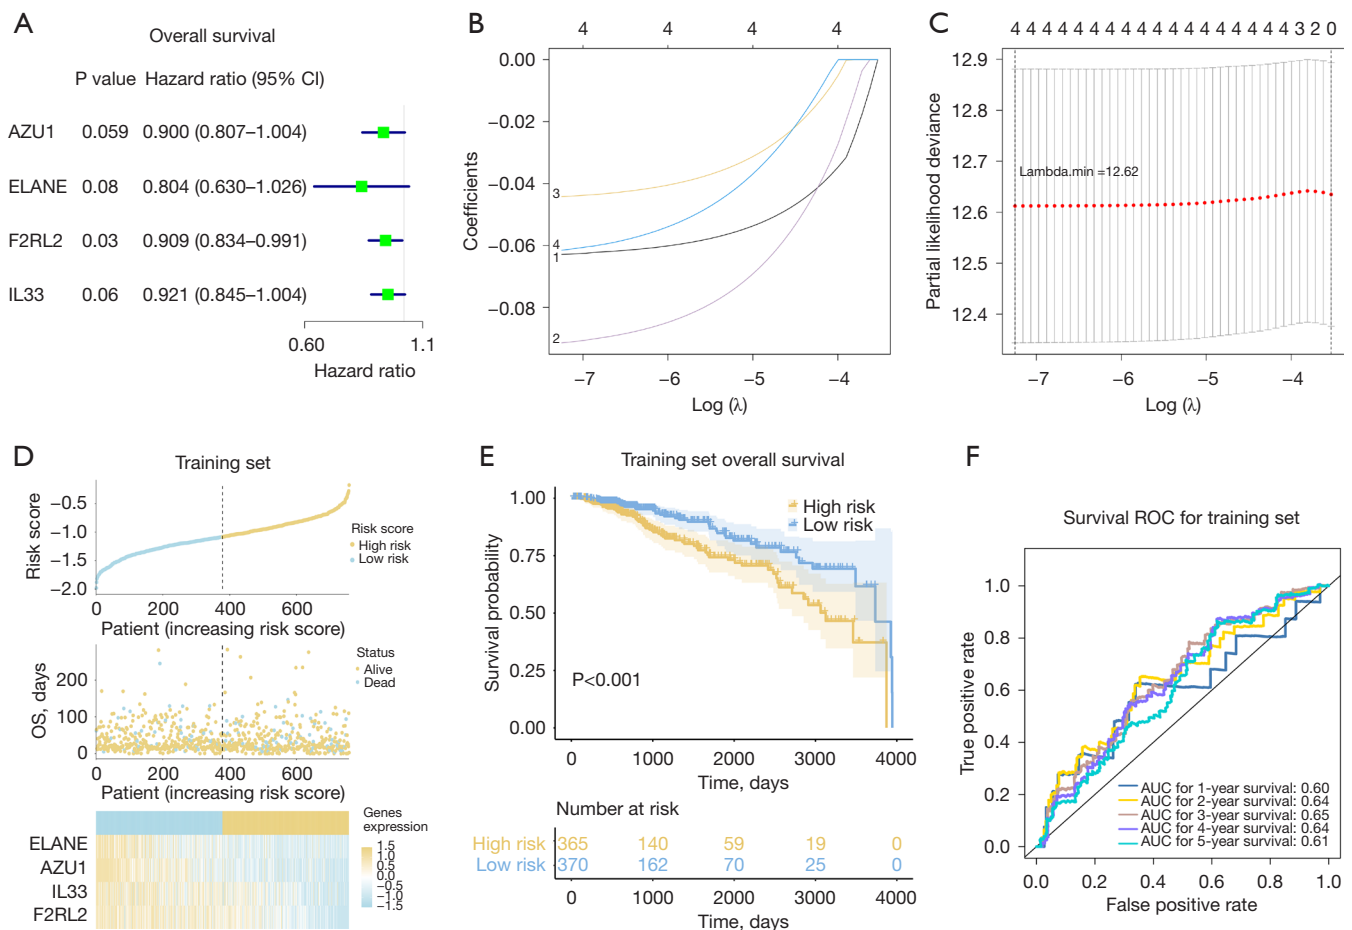 A
Overall survival
P value Hazard ratio (95% CI)
AZU1 0.059 0.900 (0.807–1.004)
ELANE 0.08 0.804 (0.630–1.026)
F2RL2 0.03 0.909 (0.834–0.991)
IL33 0.06 0.921 (0.845–1.004)
0.60 1.1
Hazard ratio
B
4 4 4 4
0.00
−0.02
−0.04
−0.06
−0.08
Coefficients
3
4
1
2
−7 −6 −5 −4
Log (λ)
C
4 4 4 4 4 4 4 4 4 4 4 4 4 4 4 4 4 4 3 2 0
12.9
12.8
12.7
12.6
12.5
12.4
Partial likelihood deviance
Lambda.min =12.62
−7 −6 −5 −4
Log (λ)
D
Training set
Risk score
−0.5
−1.0
−1.5
−2.0
Risk score
High risk
Low risk
0 200 400 600
Patient (increasing risk score)
OS, days
200
100
0
Status
Alive
Dead
0 200 400 600
Patient (increasing risk score)
ELANE
AZU1
IL33
F2RL2
Genes
expression
1.5
1.0
0.5
0.0
−0.5
−1.0
−1.5
E
Training set overall survival
Survival probability
1.00
0.75
0.50
0.25
0.00
High risk
Low risk
P<0.001
0 1000 2000 3000 4000
Time, days
Number at risk
High risk 365 140 59 19 0
Low risk 370 162 70 25 0
0 1000 2000 3000 4000
Time, days
F
Survival ROC for training set
True positive rate
1.0
0.8
0.6
0.4
0.2
0.0
AUC for 1-year survival: 0.60
AUC for 2-year survival: 0.64
AUC for 3-year survival: 0.65
AUC for 4-year survival: 0.64
AUC for 5-year survival: 0.61
0.0 0.2 0.4 0.6 0.8 1.0
False positive rate